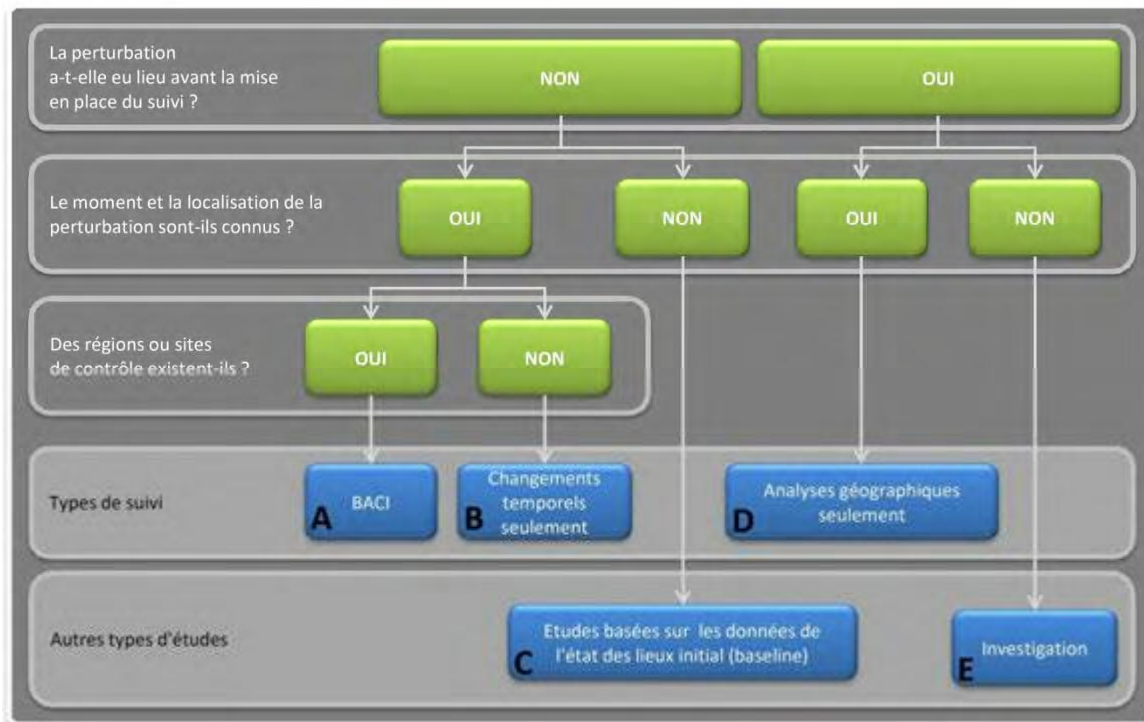 La perturbation
a-t-elle eu lieu avant la mise
en place du suivi ?
NON
OUI
Le moment et la localisation de la
perturbation sont-ils connus ?
OUI
NON
OUI
NON
Des régions ou sites
de contrôle existent-ils ?
OUI
NON
Types de suivi
A
BACI
B
Changements
temporels
seulement
D
Analyses géographiques
seulement
Autres types d'études
C
Etudes basées sur les données de
l'état des lieux initial (baseline)
E
Investigation